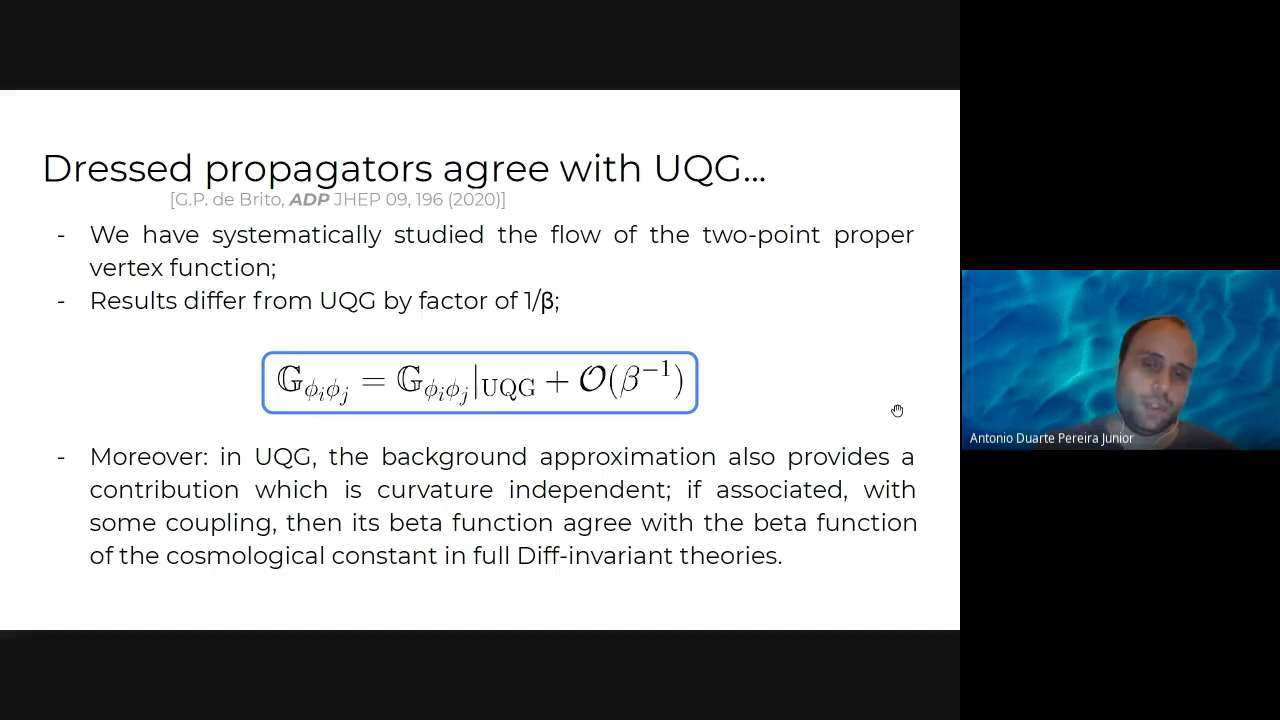 Dressed propagators agree with UQG...
[G.P. de Brito, ADP JHEP 09, 196 (2020)]
- We have systematically studied the flow of the two-point proper
vertex function;
- Results differ from UQG by factor of 1/β;
𝔾_{ϕ_iϕ_j} = 𝔾_{ϕ_iϕ_j}|_{UQG} + 𝒪(β^{-1})
- Moreover: in UQG, the background approximation also provides a
contribution which is curvature independent; if associated, with
some coupling, then its beta function agree with the beta function
of the cosmological constant in full Diff-invariant theories.
Antonio Duarte Pereira Junior